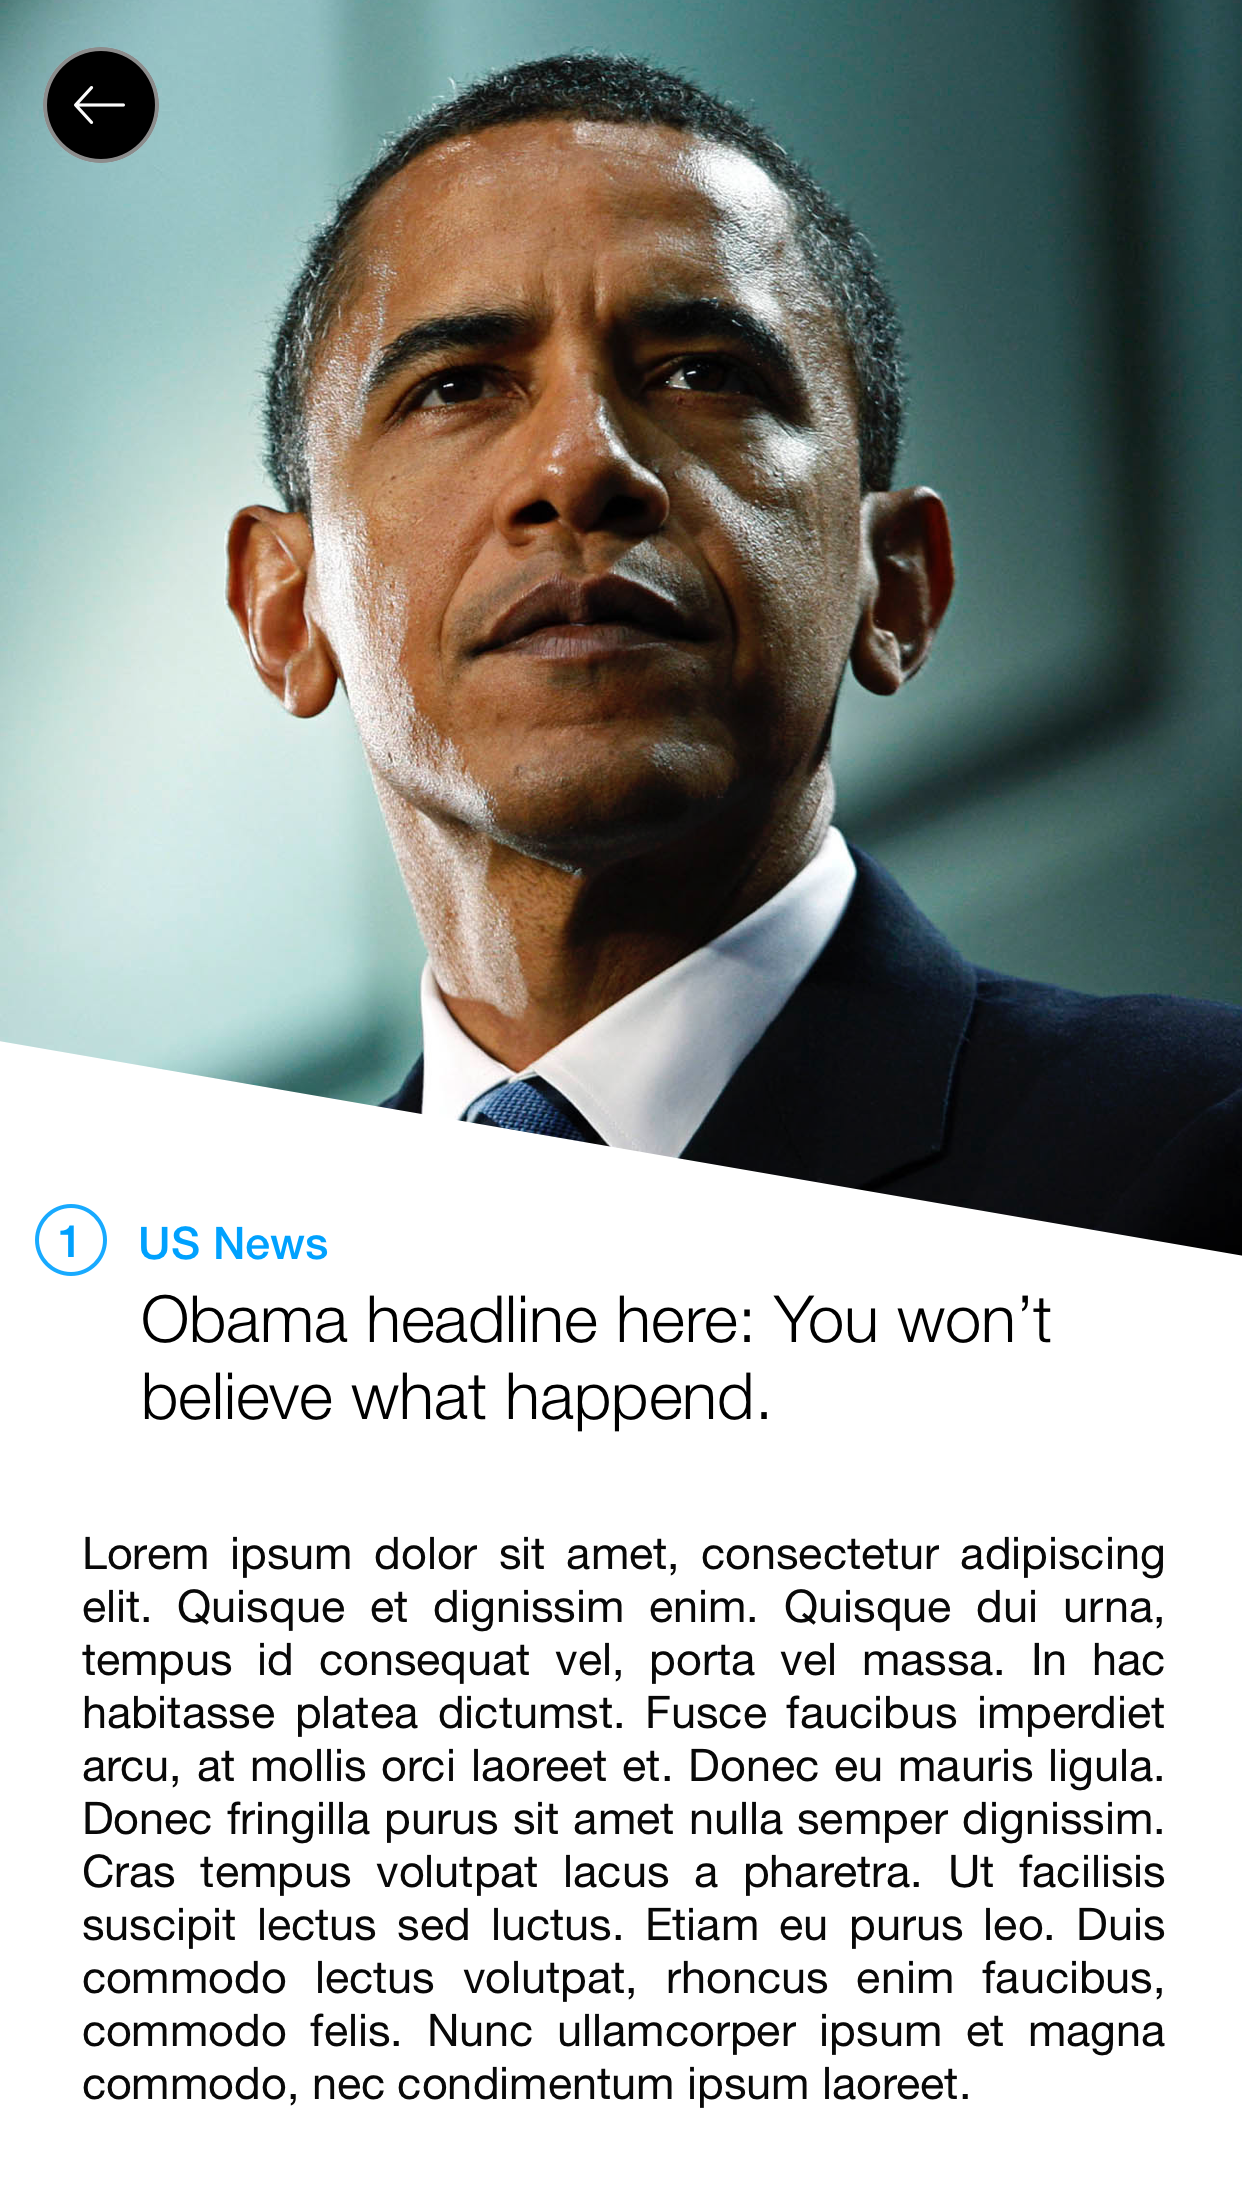 1 US News
Obama headline here: You won’t
believe what happend.
Lorem ipsum dolor sit amet, consectetur adipiscing
elit. Quisque et dignissim enim. Quisque dui urna,
tempus id consequat vel, porta vel massa. In hac
habitasse platea dictumst. Fusce faucibus imperdiet
arcu, at mollis orci laoreet et. Donec eu mauris ligula.
Donec fringilla purus sit amet nulla semper dignissim.
Cras tempus volutpat lacus a pharetra. Ut facilisis
suscipit lectus sed luctus. Etiam eu purus leo. Duis
commodo lectus volutpat, rhoncus enim faucibus,
commodo felis. Nunc ullamcorper ipsum et magna
commodo, nec condimentum ipsum laoreet.